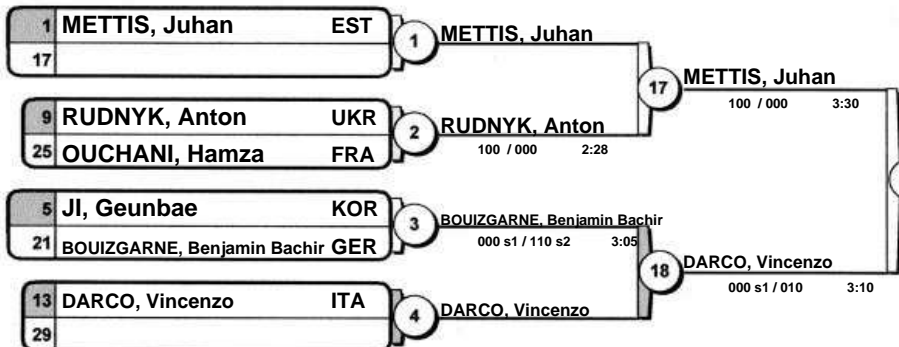 1 METTIS, Juhan EST
17
1
METTIS, Juhan
9 RUDNYK, Anton UKR
25 OUCHANI, Hamza FRA
2
RUDNYK, Anton
100 / 000 2:28
17
METTIS, Juhan
100 / 000 3:30
5 JI, Geunbae KOR
21 BOUIZGARNE, Benjamin Bachir GER
3
BOUIZGARNE, Benjamin Bachir
000 s1 / 110 s2 3:05
13 DARCO, Vincenzo ITA
29
4
DARCO, Vincenzo
18
DARCO, Vincenzo
000 s1 / 010 3:10